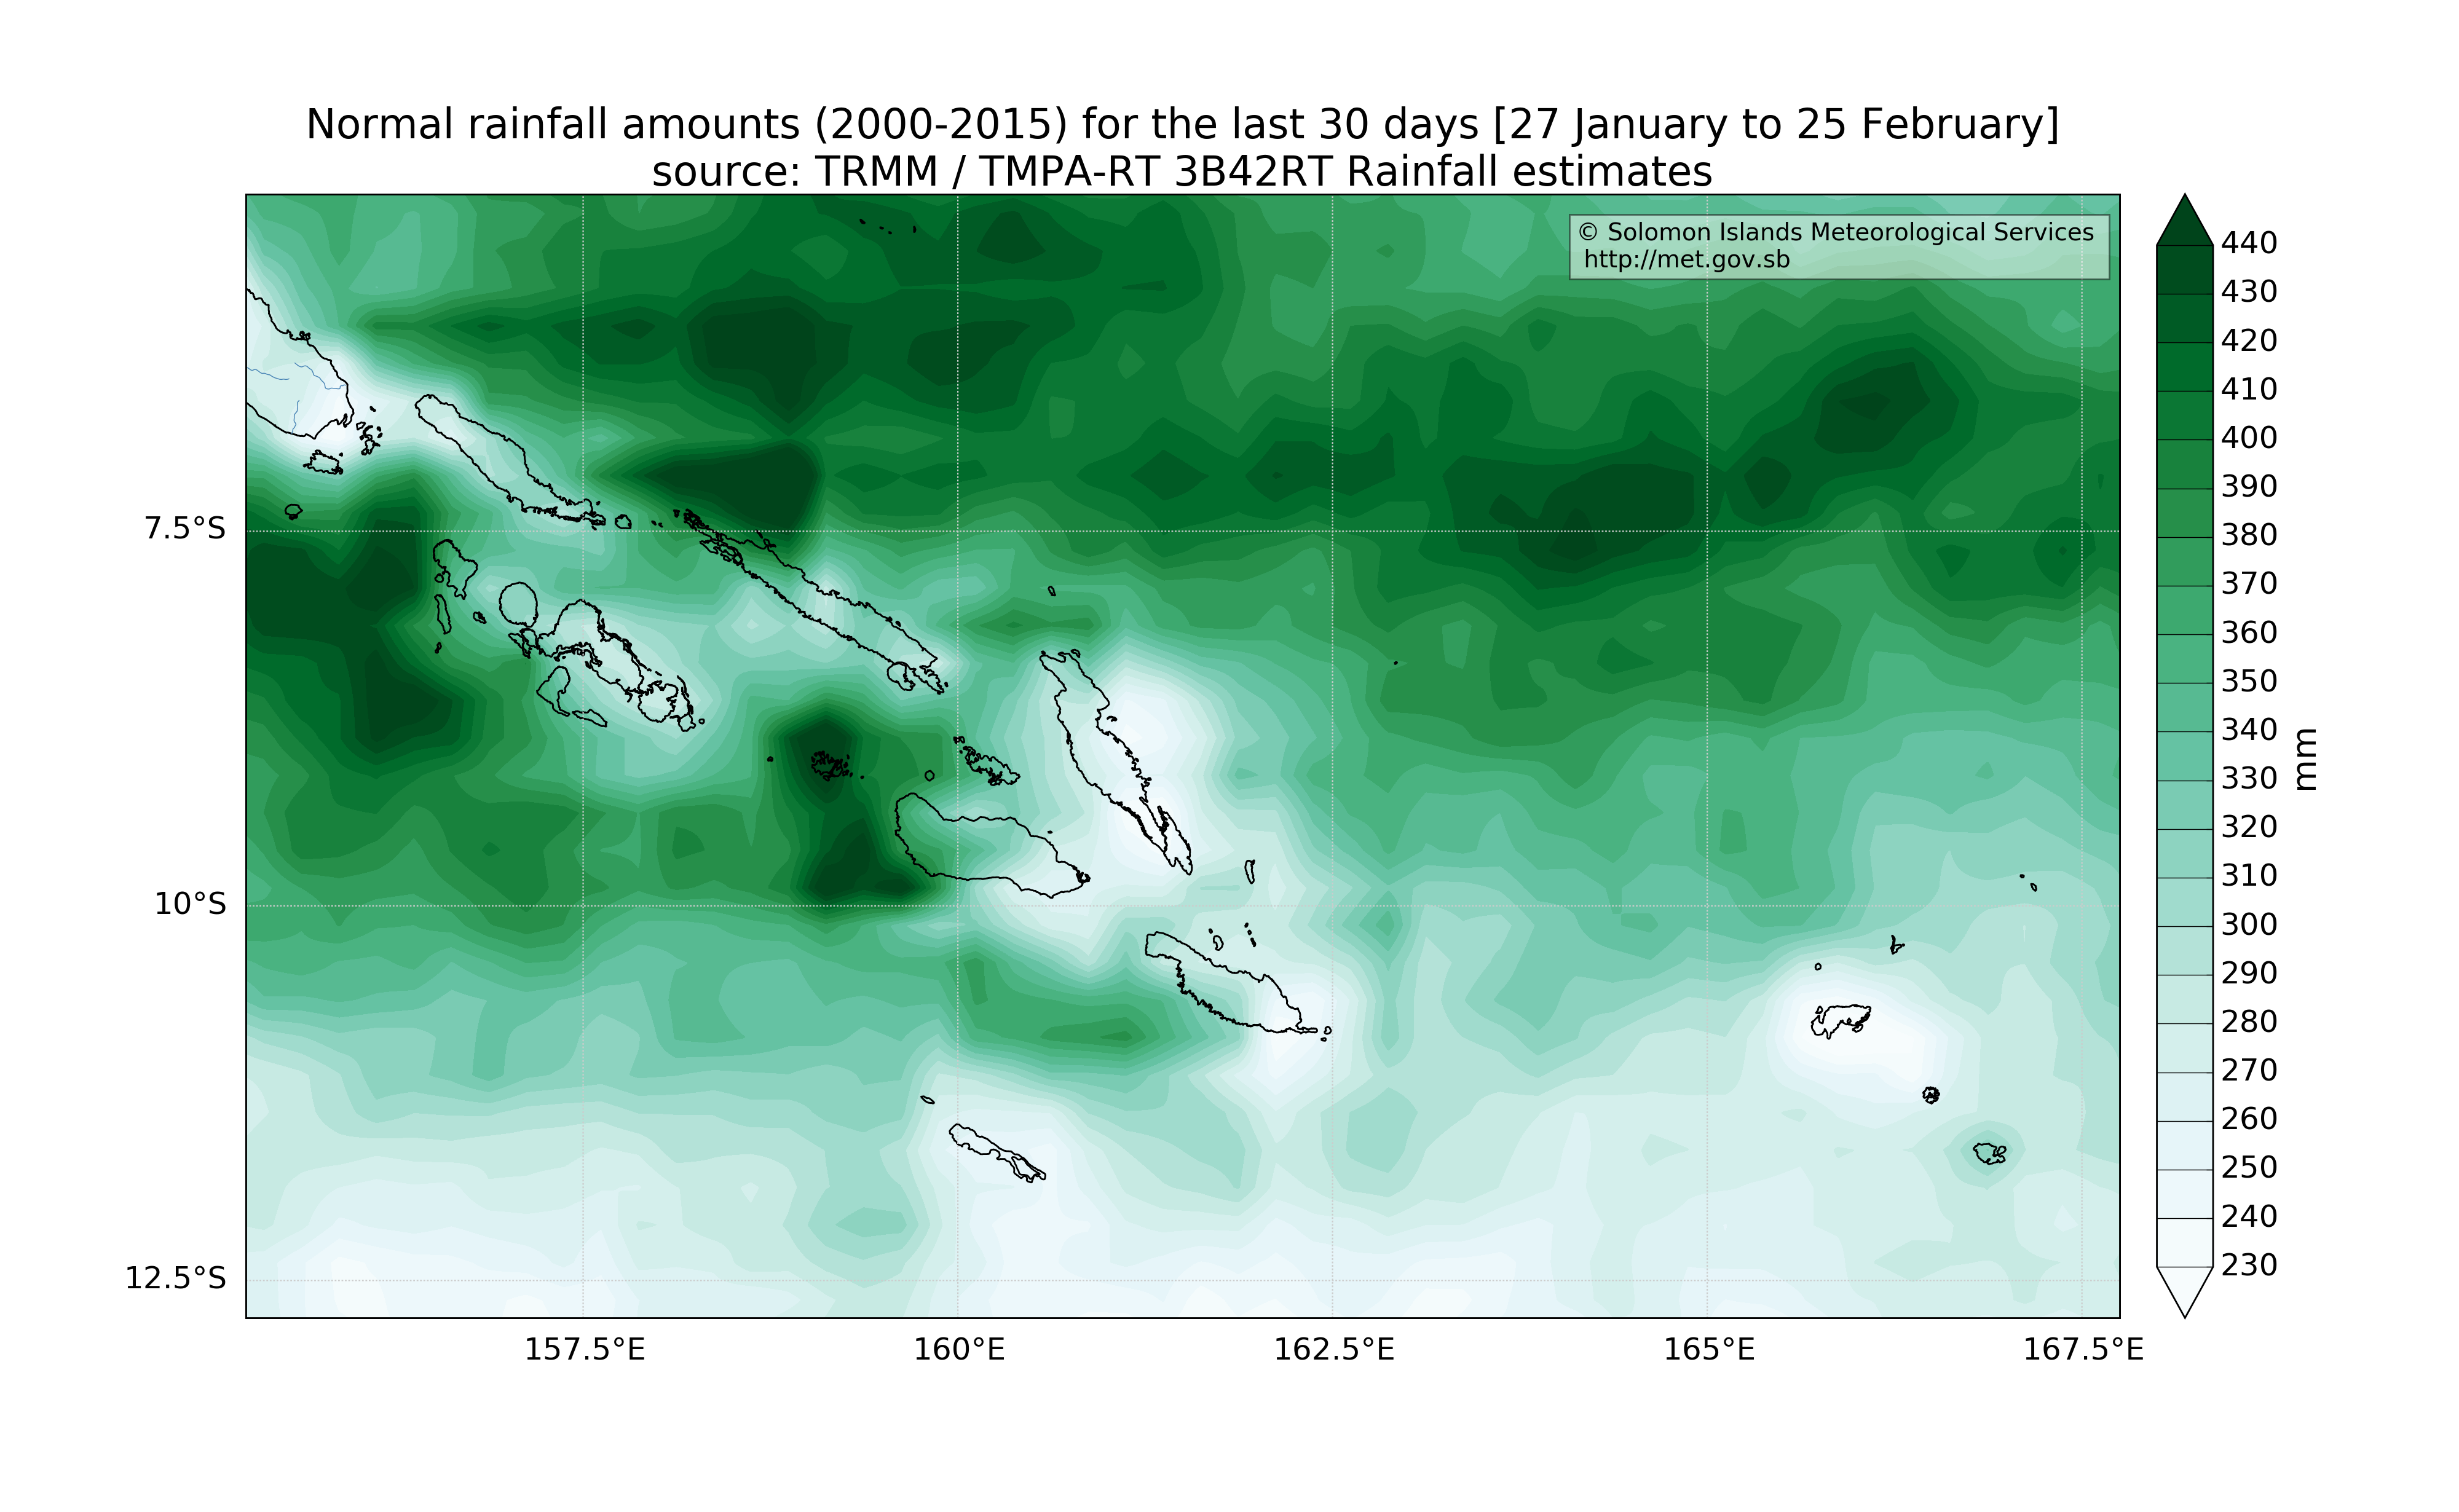 Normal rainfall amounts (2000-2015) for the last 30 days [27 January to 25 February]
source: TRMM / TMPA-RT 3B42RT Rainfall estimates
© Solomon Islands Meteorological Services
http://met.gov.sb
7.5°S
10°S
12.5°S
157.5°E
160°E
162.5°E
165°E
167.5°E
440
430
420
410
400
390
380
370
360
350
340
330
320
310
300
290
280
270
260
250
240
230
mm